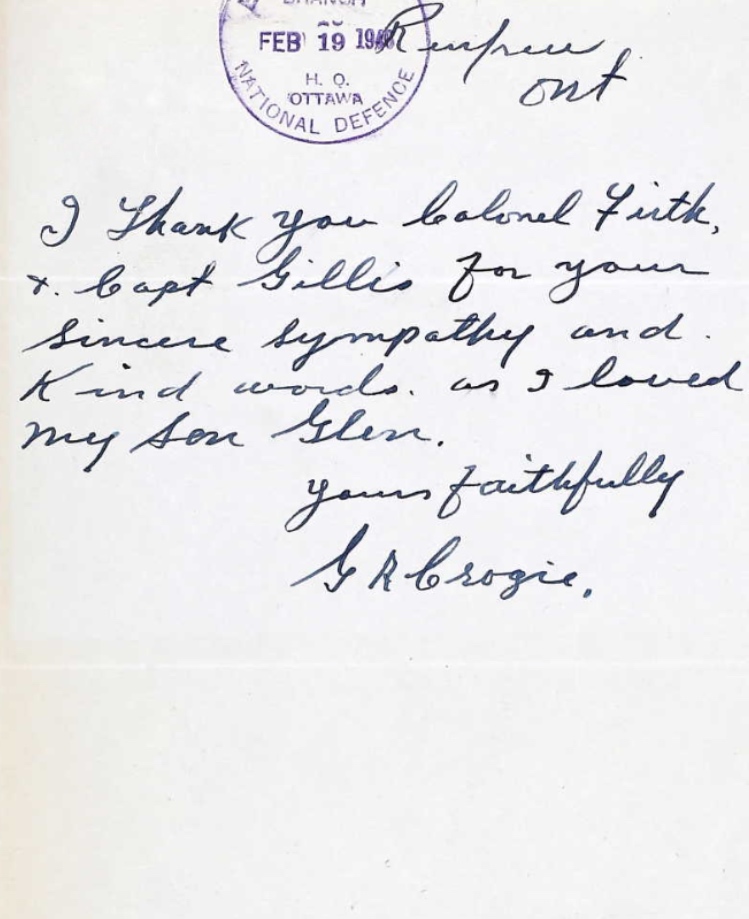 BRANCH
FEB 19
H. Q.
OTTAWA
NATIONAL DEFENCE
Renfrew
Ont
I Thank you Colonel Firth,
+. Capt Gillis for your
sincere sympathy and.
Kind words. as I loved
my son Glen.
yours faithfully
G R Crogie.